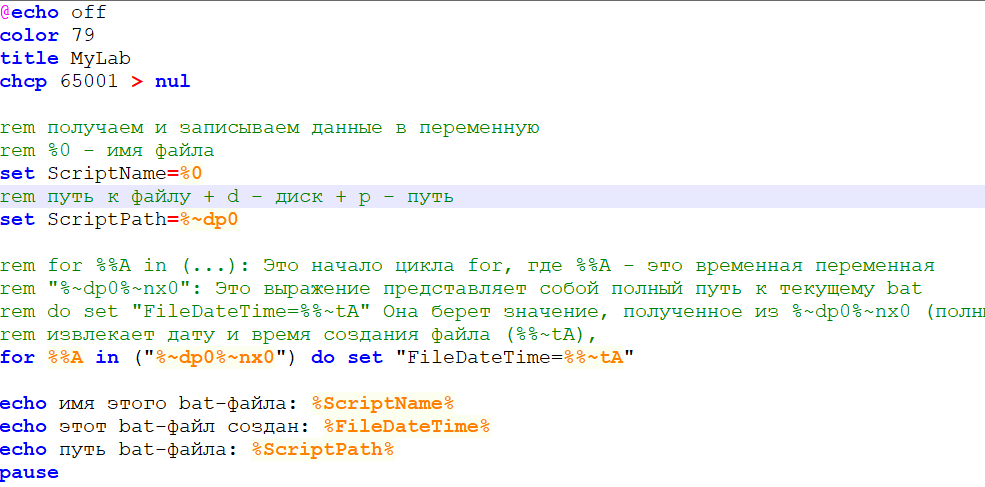 @echo off
color 79
title MyLab
chcp 65001 > nul
rem получаем и записываем данные в переменную
rem %0 - имя файла
set ScriptName=%0
rem путь к файлу + d - диск + p - путь
set ScriptPath=%~dp0
rem for %%A in (...): Это начало цикла for, где %%A - это временная переменная
rem "%~dp0%~nx0": Это выражение представляет собой полный путь к текущему bat
rem do set "FileDateTime=%%~tA" Она берет значение, полученное из %~dp0%~nx0
rem извлекает дату и время создания файла (%%~tA),
for %%A in ("%~dp0%~nx0") do set "FileDateTime=%%~tA"
echo имя этого bat-файла: %ScriptName%
echo этот bat-файл создан: %FileDateTime%
echo путь bat-файла: %ScriptPath%
pause